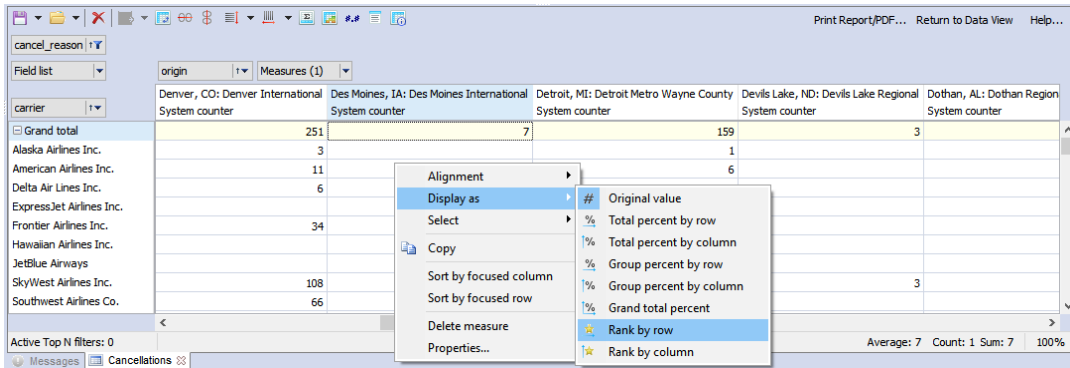 Print Report/PDF... Return to Data View Help...
cancel_reason
Field list origin Measures (1)
carrier
Denver, CO: Denver International Des Moines, IA: Des Moines International Detroit, MI: Detroit Metro Wayne County Devils Lake, ND: Devils Lake Regional Dothan, AL: Dothan Region
System counter System counter System counter System counter System counter
Grand total 251 7 159 3
Alaska Airlines Inc. 3 1
American Airlines Inc. 11 6
Delta Air Lines Inc. 6
ExpressJet Airlines Inc.
Frontier Airlines Inc. 34
Hawaiian Airlines Inc.
JetBlue Airways
SkyWest Airlines Inc. 108 3
Southwest Airlines Co. 66
Alignment
Display as
Select
Copy
Sort by focused column
Sort by focused row
Delete measure
Properties...
# Original value
% Total percent by row
% Total percent by column
% Group percent by row
% Group percent by column
% Grand total percent
Rank by row
Rank by column
Active Top N filters: 0 Average: 7 Count: 1 Sum: 7 100%
Messages Cancellations